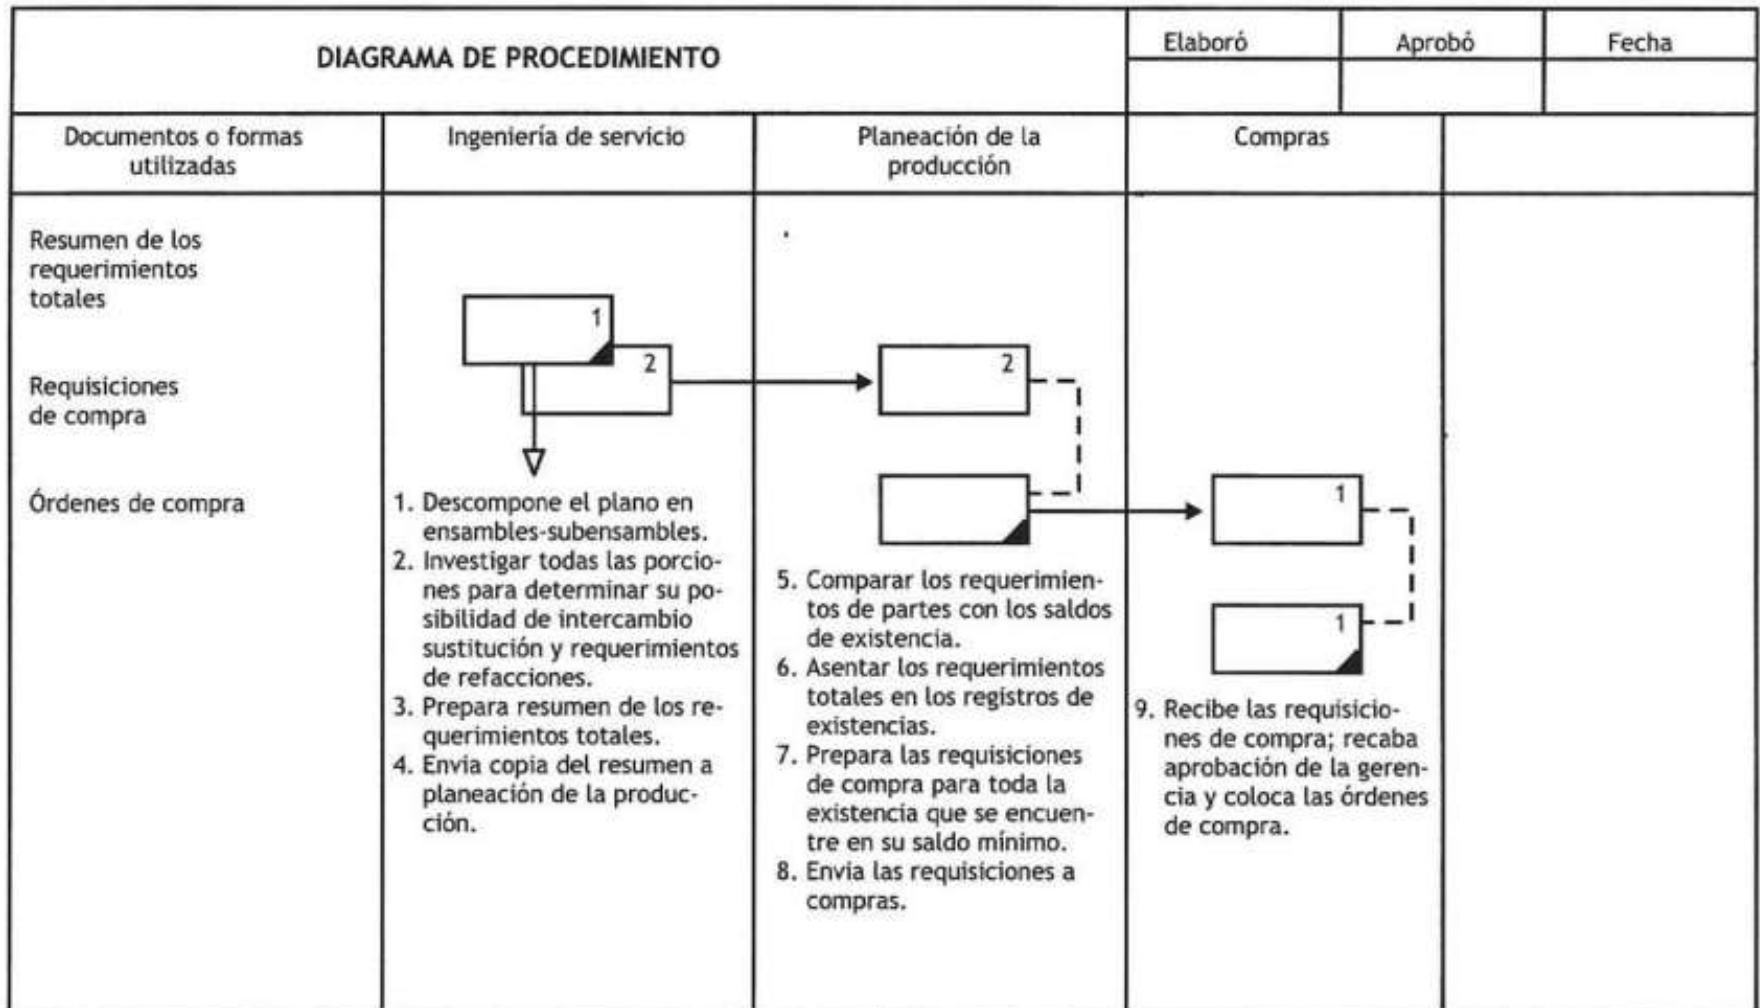 DIAGRAMA DE PROCEDIMIENTO
Elaboró
Aprobó
Fecha
Documentos o formas
utilizadas
Ingeniería de servicio
Planeación de la
producción
Compras
Resumen de los
requerimientos
totales
Requisiciones
de compra
Órdenes de compra
1
2
1. Descompone el plano en
ensambles-subensambles.
2. Investigar todas las porcio-
nes para determinar su po-
sibilidad de intercambio
sustitución y requerimientos
de refacciones.
3. Prepara resumen de los re-
querimientos totales.
4. Envia copia del resumen a
planeación de la produc-
ción.
2
5. Comparar los requerimien-
tos de partes con los saldos
de existencia.
6. Asentar los requerimientos
totales en los registros de
existencias.
7. Prepara las requisiciones
de compra para toda la
existencia que se encuen-
tre en su saldo mínimo.
8. Envia las requisiciones a
compras.
1
1
9. Recibe las requisicio-
nes de compra; recaba
aprobación de la geren-
cia y coloca las órdenes
de compra.